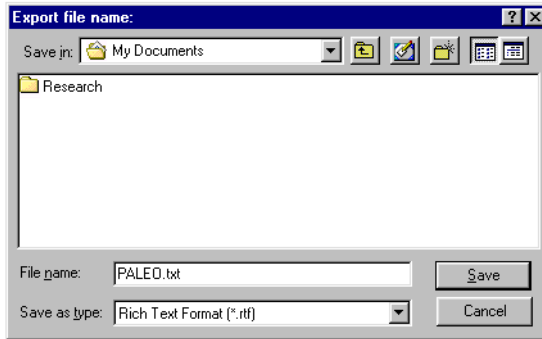 Export file name:
Save in: My Documents
Research
File name: PALEO.txt
Save
Save as type: Rich Text Format (*.rtf)
Cancel